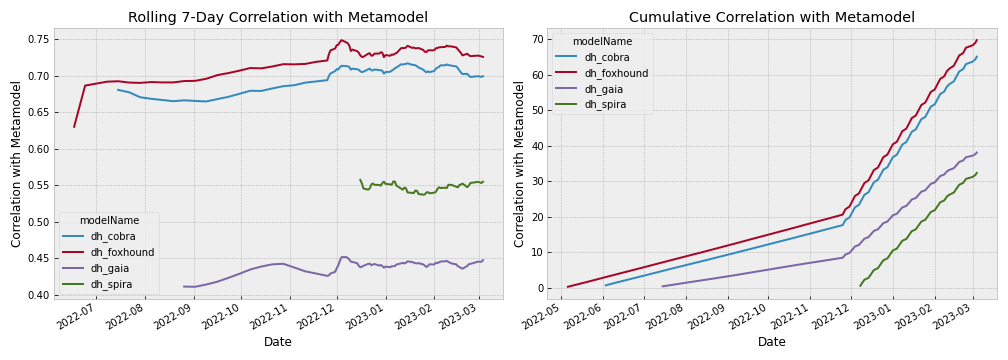 Rolling 7-Day Correlation with Metamodel
Correlation with Metamodel
0.75
0.70
0.65
0.60
0.55
0.50
0.45
0.40
modelName
dh_cobra
dh_foxhound
dh_gaia
dh_spira
2022-07
2022-08
2022-09
2022-10
2022-11
2022-12
2023-01
2023-02
2023-03
Date
Cumulative Correlation with Metamodel
Correlation with Metamodel
70
60
50
40
30
20
10
0
modelName
dh_cobra
dh_foxhound
dh_gaia
dh_spira
2022-05
2022-06
2022-07
2022-08
2022-09
2022-10
2022-11
2022-12
2023-01
2023-02
2023-03
Date